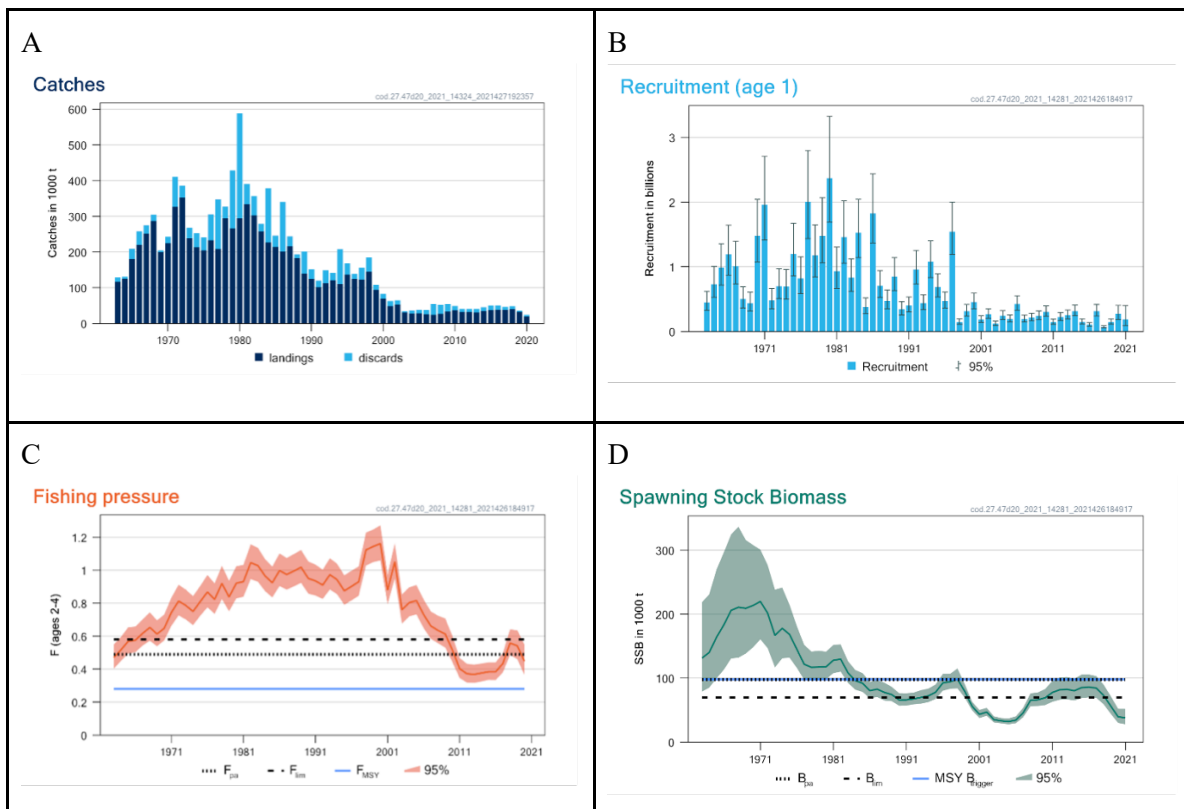 A
Catches
cod.27.47d20_2021_14324_2021427192357
Catches in 1000 t
600
500
400
300
200
100
0
1970 1980 1990 2000 2010 2020
landings discards
B
Recruitment (age 1)
cod.27.47d20_2021_14281_2021426184917
Recruitment in billions
3
2
1
0
1971 1981 1991 2001 2011 2021
Recruitment 95%
C
Fishing pressure
cod.27.47d20_2021_14281_2021426184917
F (ages 2-4)
1.2
1
0.8
0.6
0.4
0.2
0
1971 1981 1991 2001 2011 2021
Fpa Flim FMSY 95%
D
Spawning Stock Biomass
cod.27.47d20_2021_14281_2021426184917
SSB in 1000 t
300
200
100
0
1971 1981 1991 2001 2011 2021
Bpa Blim MSY Btrigger 95%